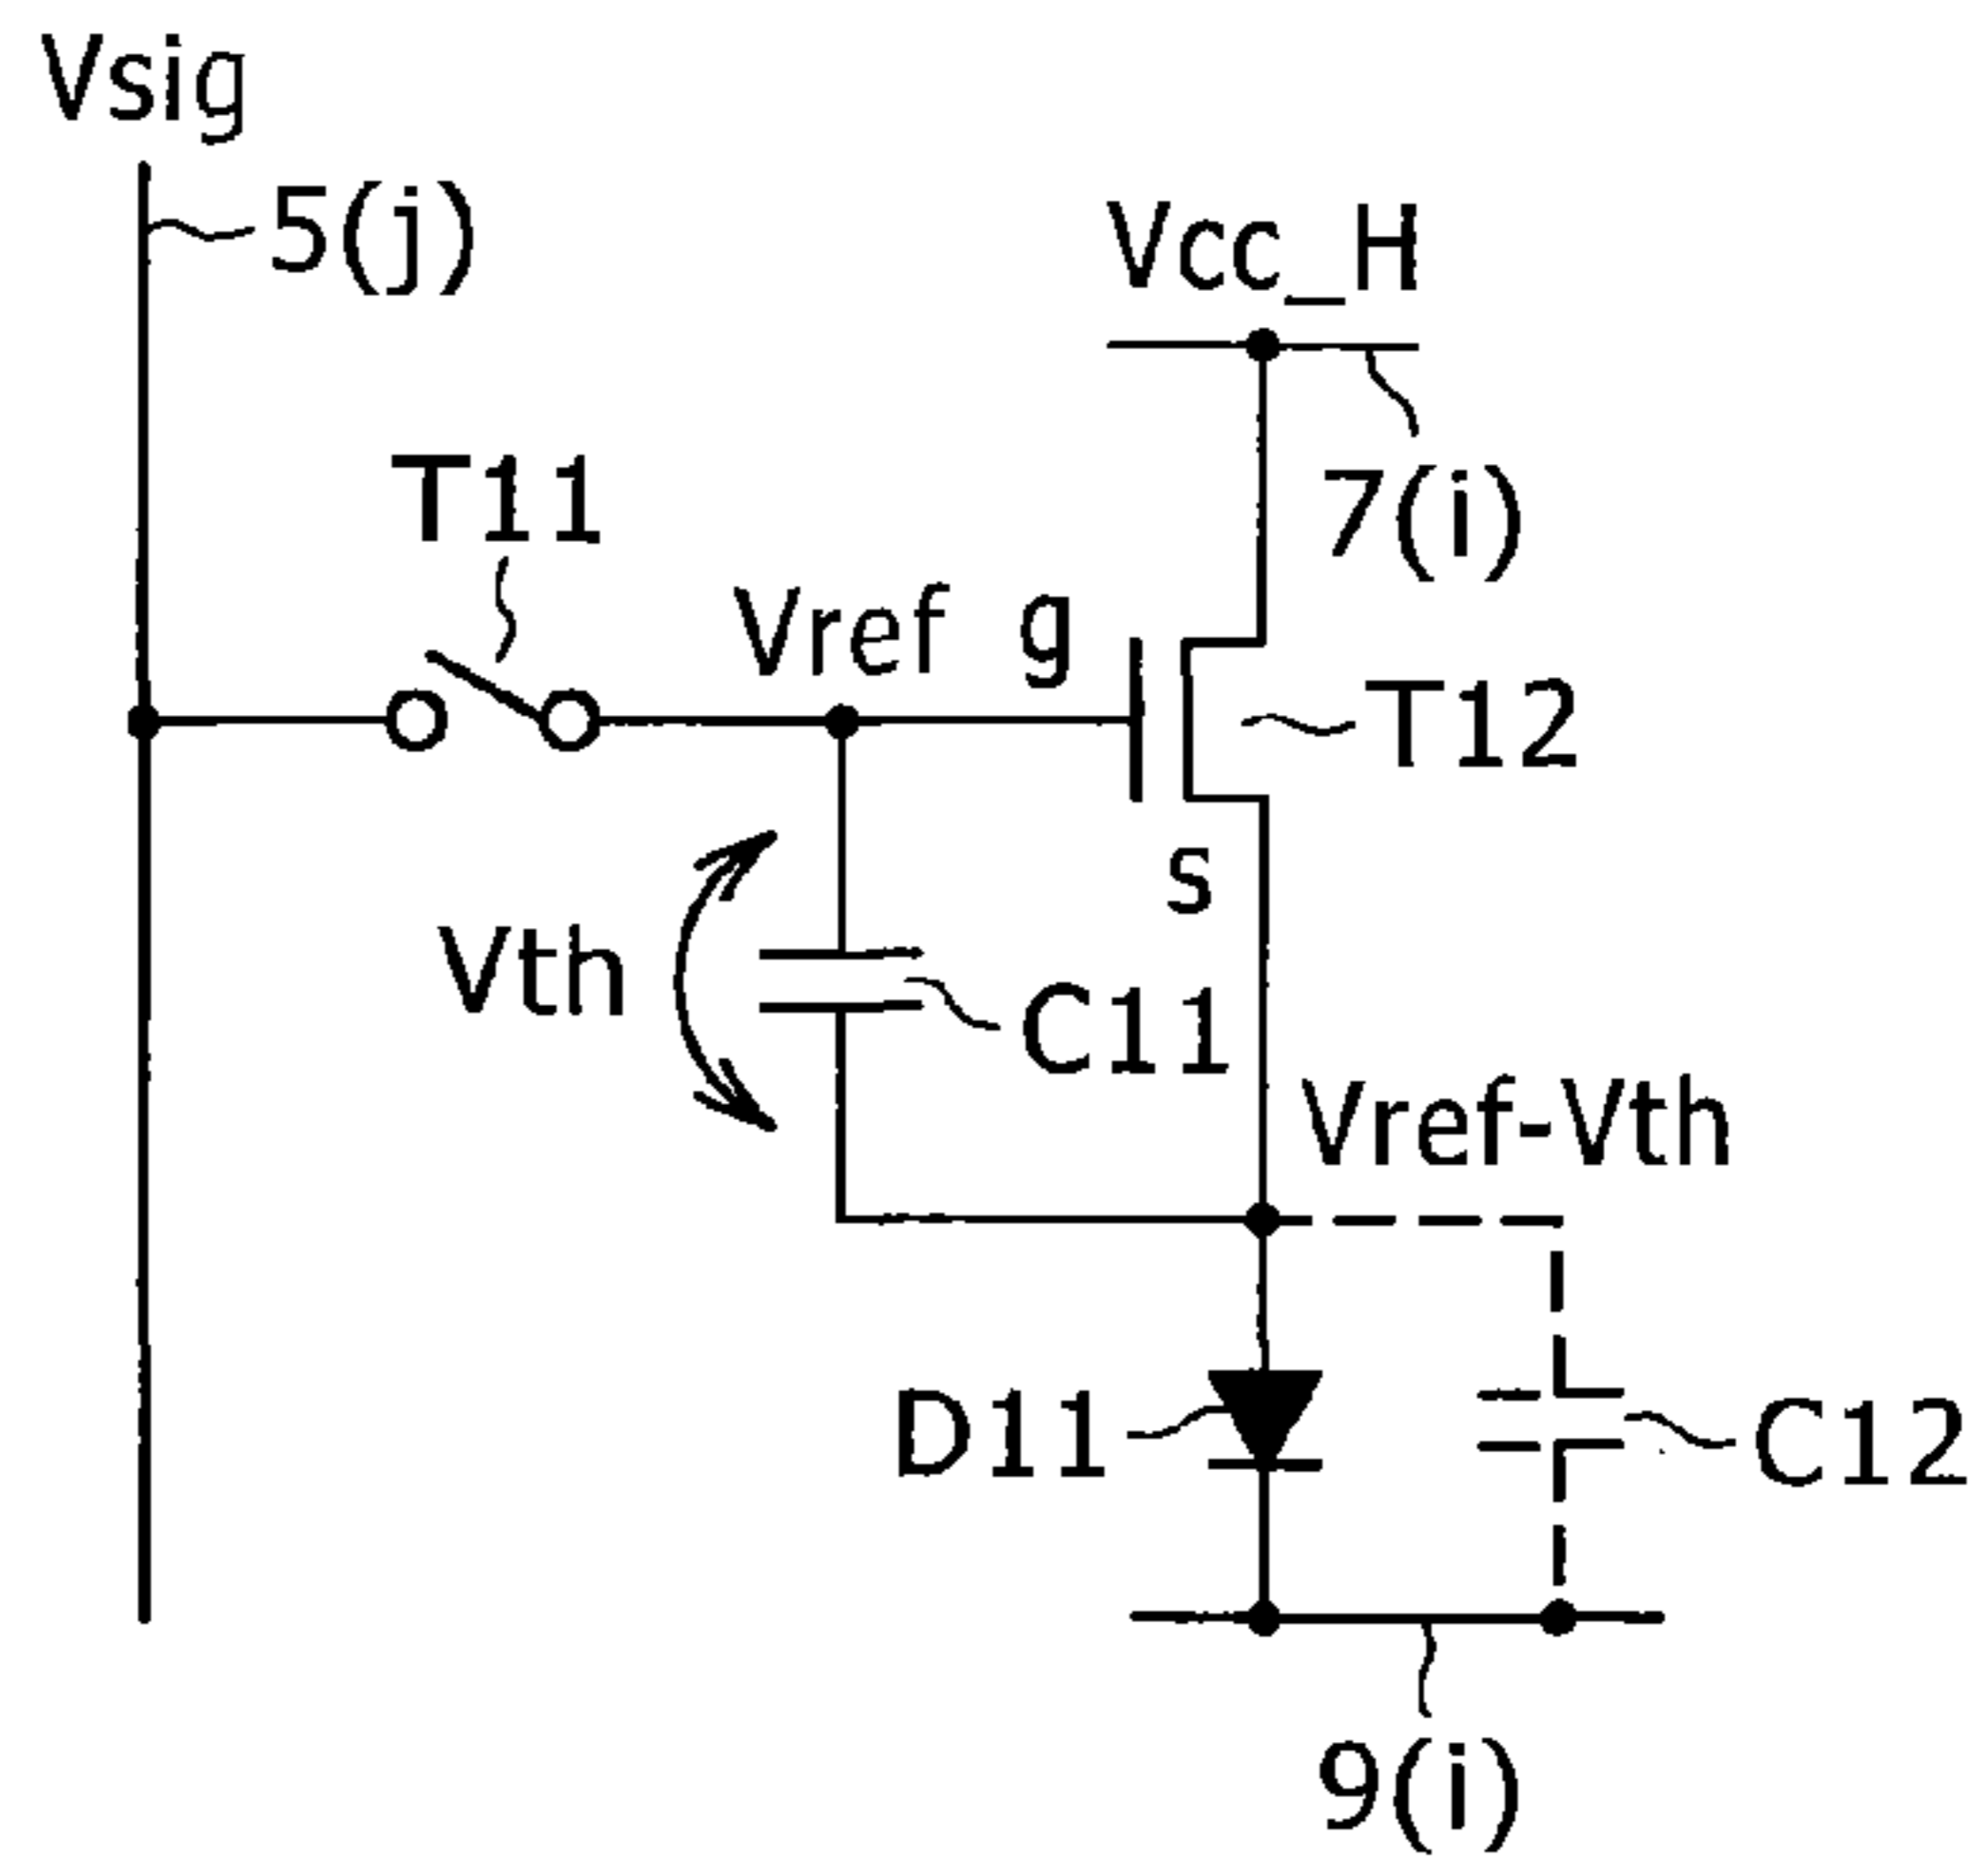 Vsig
5(j)
Vcc_H
7(i)
T11
Vref g
T12
s
Vth
C11
Vref-Vth
D11
C12
9(i)